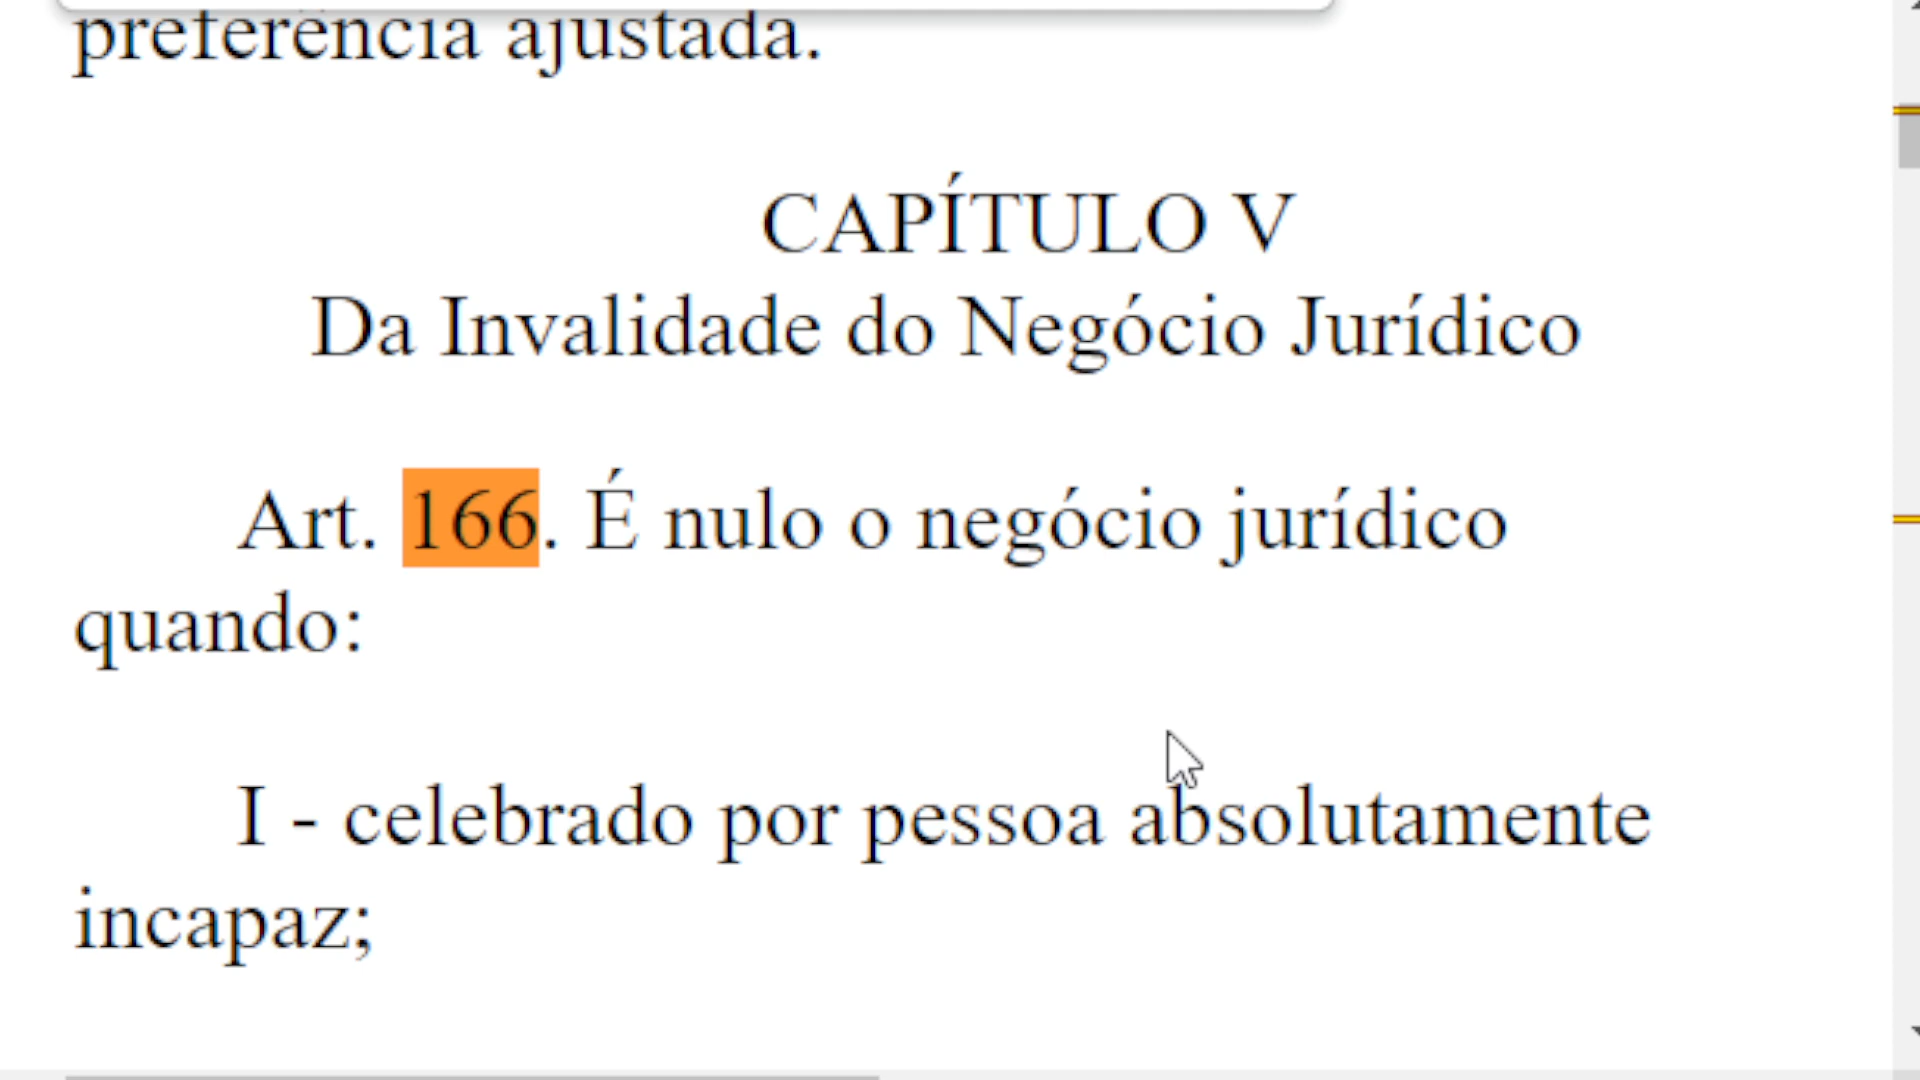 preferência ajustada.
CAPÍTULO V
Da Invalidade do Negócio Jurídico
Art. 166. É nulo o negócio jurídico
quando:
I - celebrado por pessoa absolutamente
incapaz;